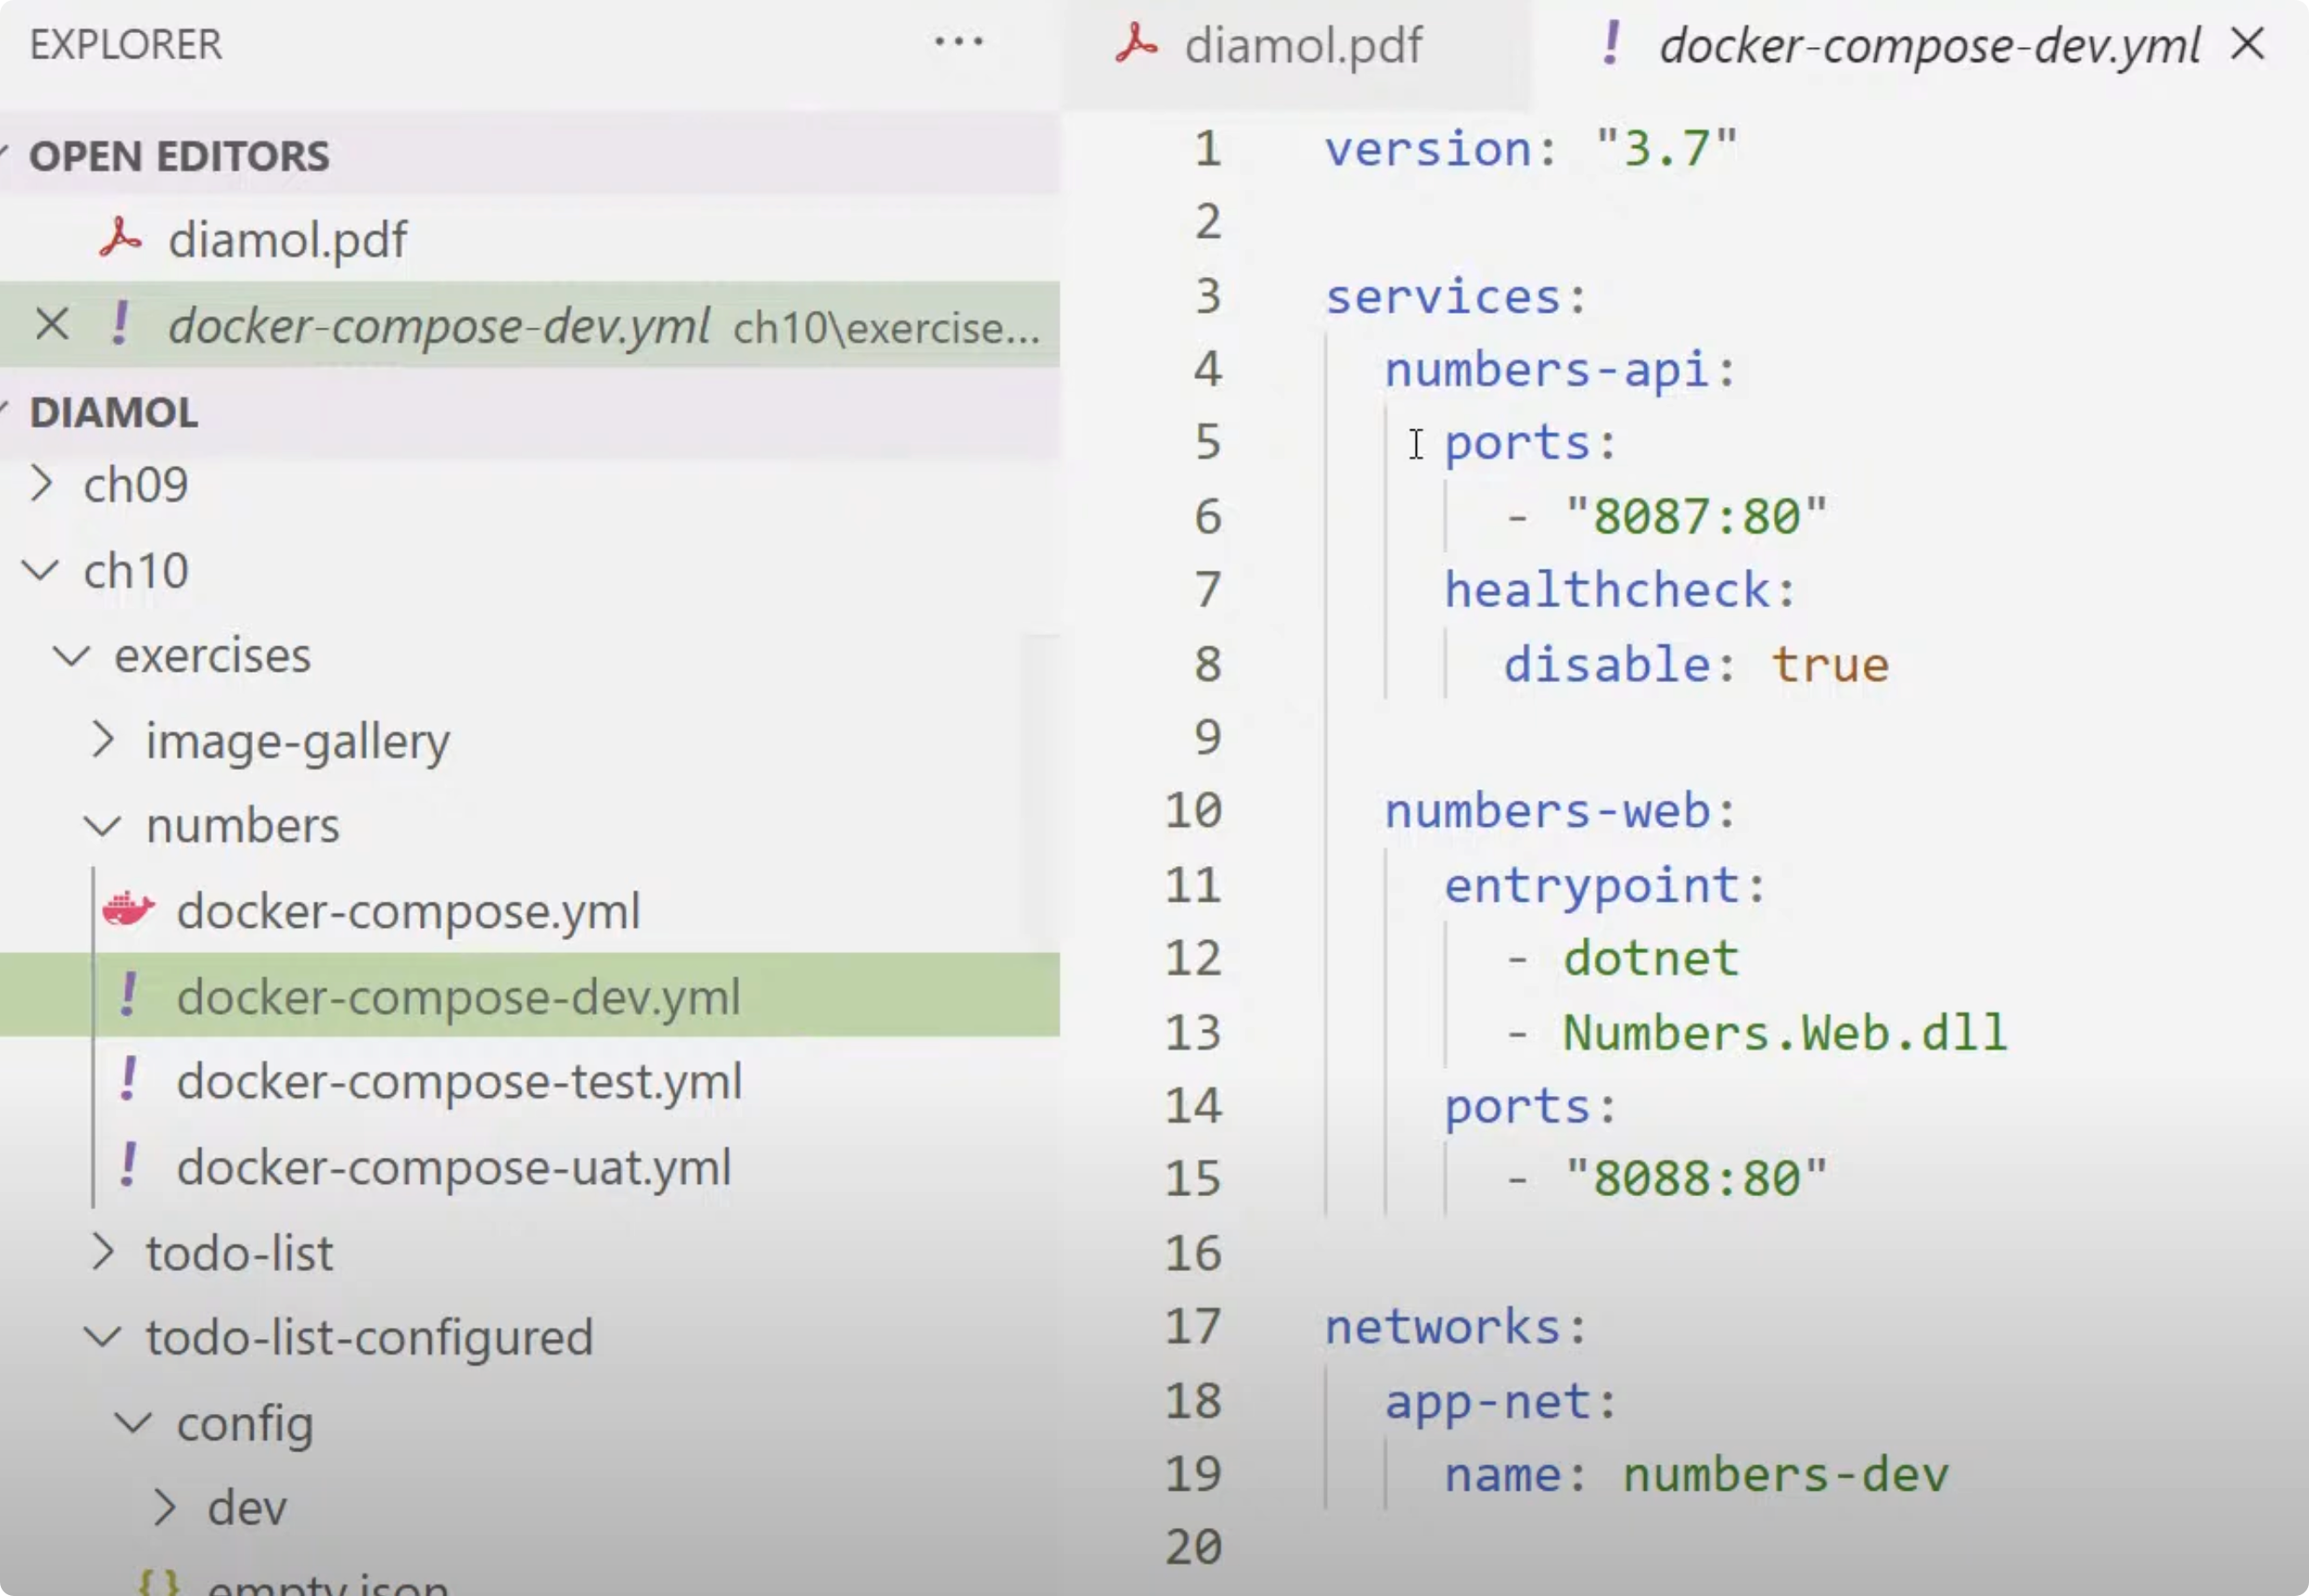 EXPLORER ...
OPEN EDITORS
diamol.pdf
docker-compose-dev.yml ch10\exercise...
DIAMOL
ch09
ch10
exercises
image-gallery
numbers
docker-compose.yml
docker-compose-dev.yml
docker-compose-test.yml
docker-compose-uat.yml
todo-list
todo-list-configured
config
dev
{} empty.json
diamol.pdf ! docker-compose-dev.yml
1 version: "3.7"
2
3 services:
4 numbers-api:
5 ports:
6 - "8087:80"
7 healthcheck:
8 disable: true
9
10 numbers-web:
11 entrypoint:
12 - dotnet
13 - Numbers.Web.dll
14 ports:
15 - "8088:80"
16
17 networks:
18 app-net:
19 name: numbers-dev
20